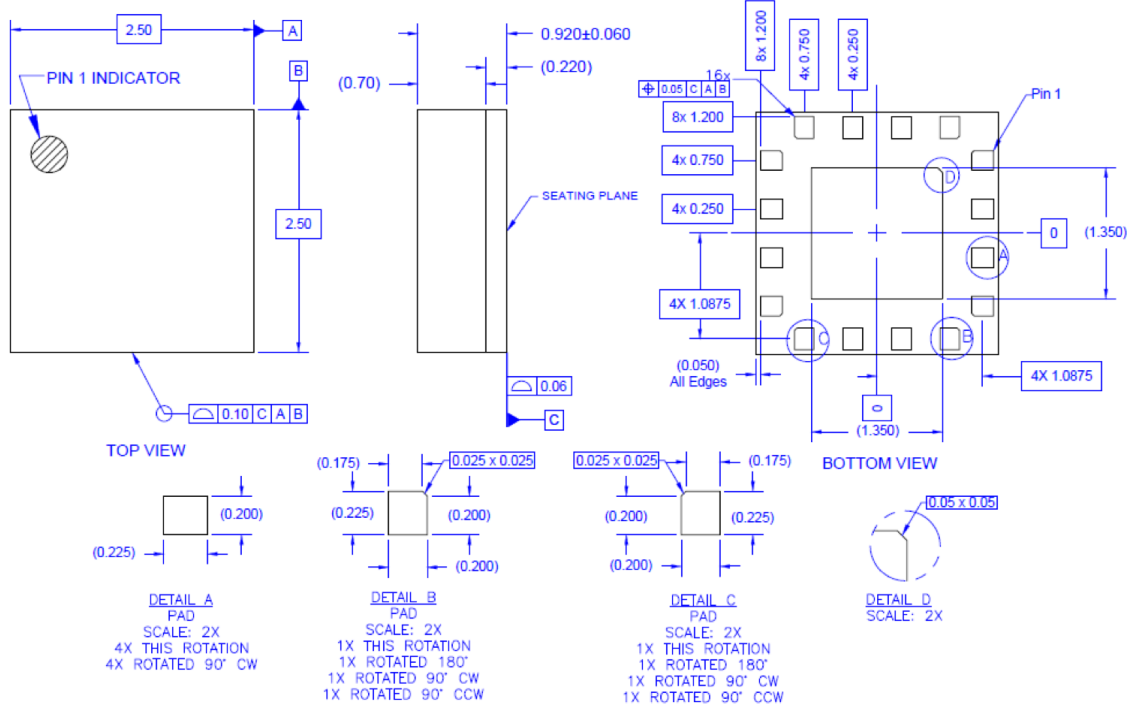 2.50
A
PIN 1 INDICATOR
B
2.50
0.10 C A B
TOP VIEW
0.920±0.060
(0.220)
(0.70)
SEATING PLANE
0.06
C
8x 1.200
4x 0.750
4x 0.250
16x
0.05 C A B
Pin 1
8x 1.200
4x 0.750
4x 0.250
4X 1.0875
D
0
(1.350)
A
C
B
(0.050)
All Edges
4X 1.0875
0
(1.350)
BOTTOM VIEW
(0.200)
(0.225)
DETAIL A
PAD
SCALE: 2X
4X THIS ROTATION
4X ROTATED 90° CW
(0.175)
0.025 x 0.025
(0.225)
(0.200)
(0.200)
DETAIL B
PAD
SCALE: 2X
1X THIS ROTATION
1X ROTATED 180°
1X ROTATED 90° CW
1X ROTATED 90° CCW
0.025 x 0.025
(0.175)
(0.200)
(0.225)
(0.200)
DETAIL C
PAD
SCALE: 2X
1X THIS ROTATION
1X ROTATED 180°
1X ROTATED 90° CW
1X ROTATED 90° CCW
0.05 x 0.05
DETAIL D
SCALE: 2X